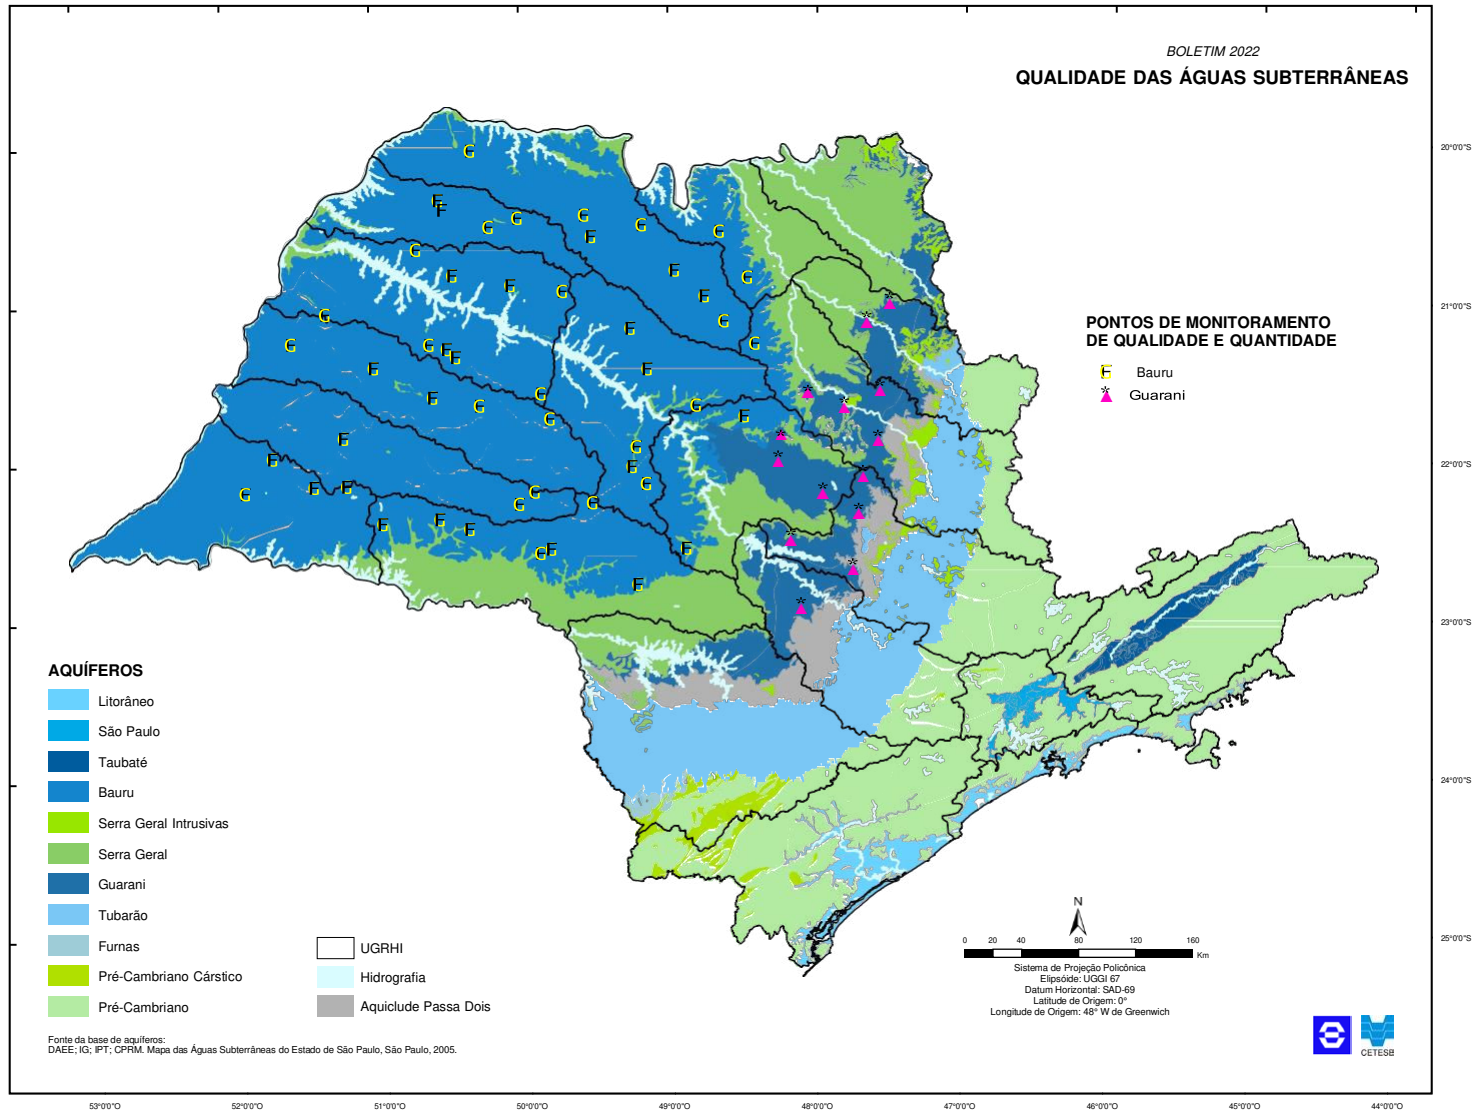 BOLETIM 2022
QUALIDADE DAS ÁGUAS SUBTERRÂNEAS
20°0'0"S
21°0'0"S
22°0'0"S
23°0'0"S
24°0'0"S
25°0'0"S
PONTOS DE MONITORAMENTO
DE QUALIDADE E QUANTIDADE
Bauru
Guarani
AQUÍFEROS
Litorâneo
São Paulo
Taubaté
Bauru
Serra Geral Intrusivas
Serra Geral
Guarani
Tubarão
Furnas
Pré-Cambriano Cárstico
Pré-Cambriano
UGRHI
Hidrografia
Aquiclude Passa Dois
N
0 20 40 80 120 160
Km
Sistema de Projeção Policônica
Elipsóide: UGGI 67
Datum Horizontal: SAD-69
Latitude de Origem: 0°
Longitude de Origem: 48° W de Greenwich
CETESB
Fonte da base de aquíferos:
DAEE; IG; IPT; CPRM. Mapa das Águas Subterrâneas do Estado de São Paulo, São Paulo, 2005.
53°0'0"O 52°0'0"O 51°0'0"O 50°0'0"O 49°0'0"O 48°0'0"O 47°0'0"O 46°0'0"O 45°0'0"O 44°0'0"O